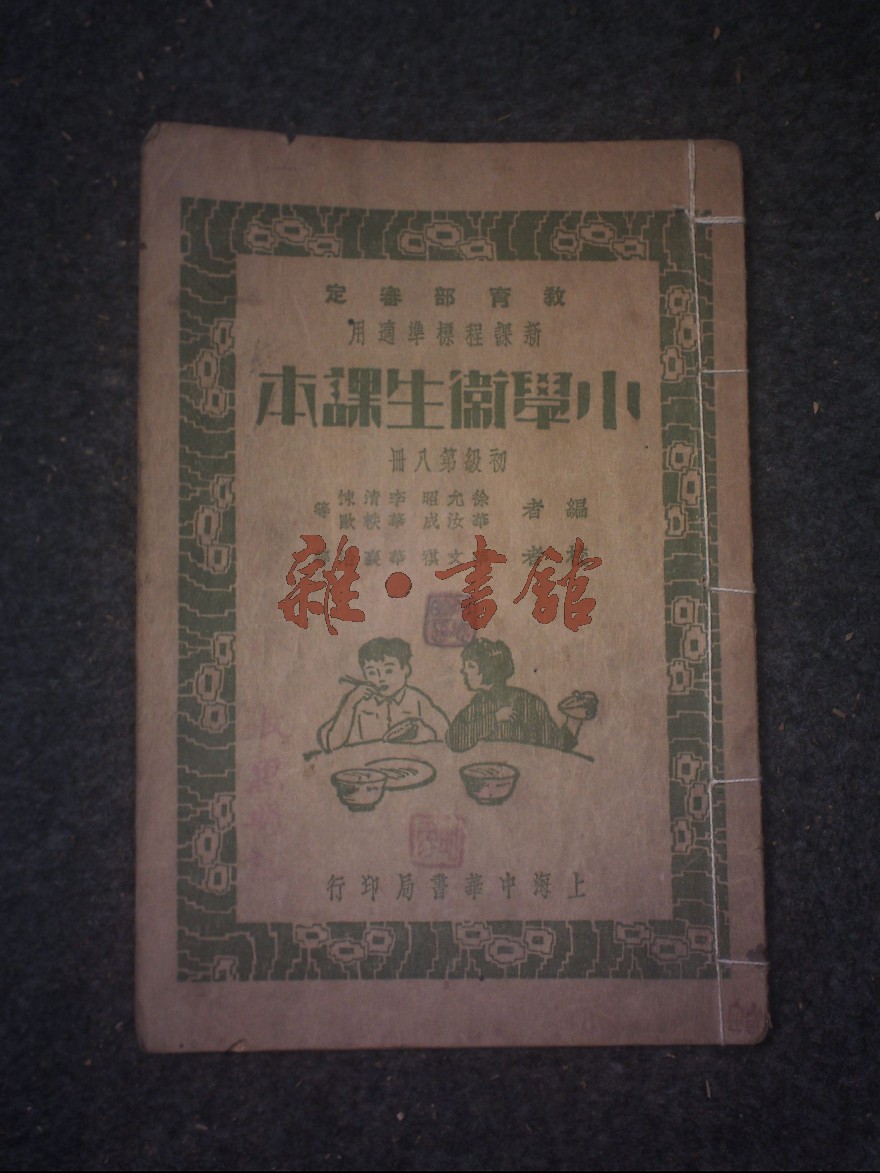 教育部審定
新課程標準適用
小學衛生課本
初級第八冊
編者 徐允昭 李清悚 等
華汝成 華軼歐
雜·書館
上海中華書局印行